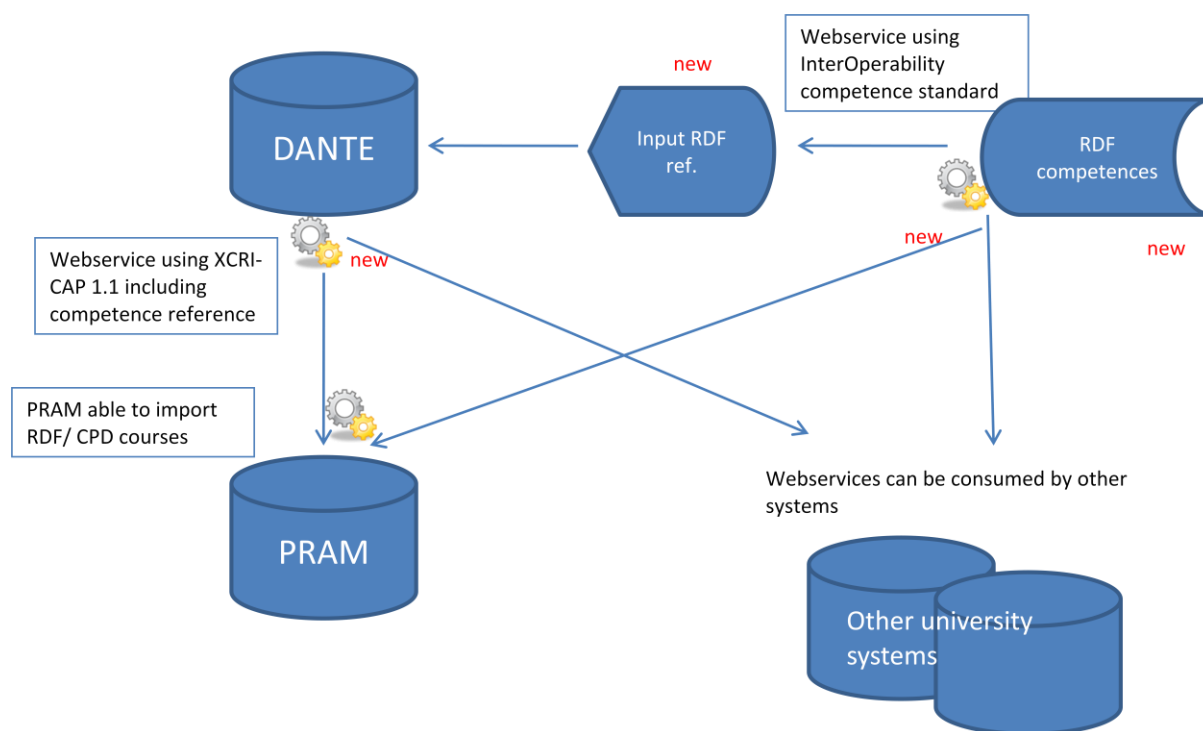 Webservice using
InterOperability
competence standard
new
DANTE
Input RDF
ref.
RDF
competences
new
new
new
Webservice using XCRI-
CAP 1.1 including
competence reference
PRAM able to import
RDF/ CPD courses
Webservices can be consumed by other
systems
PRAM
Other university
systems